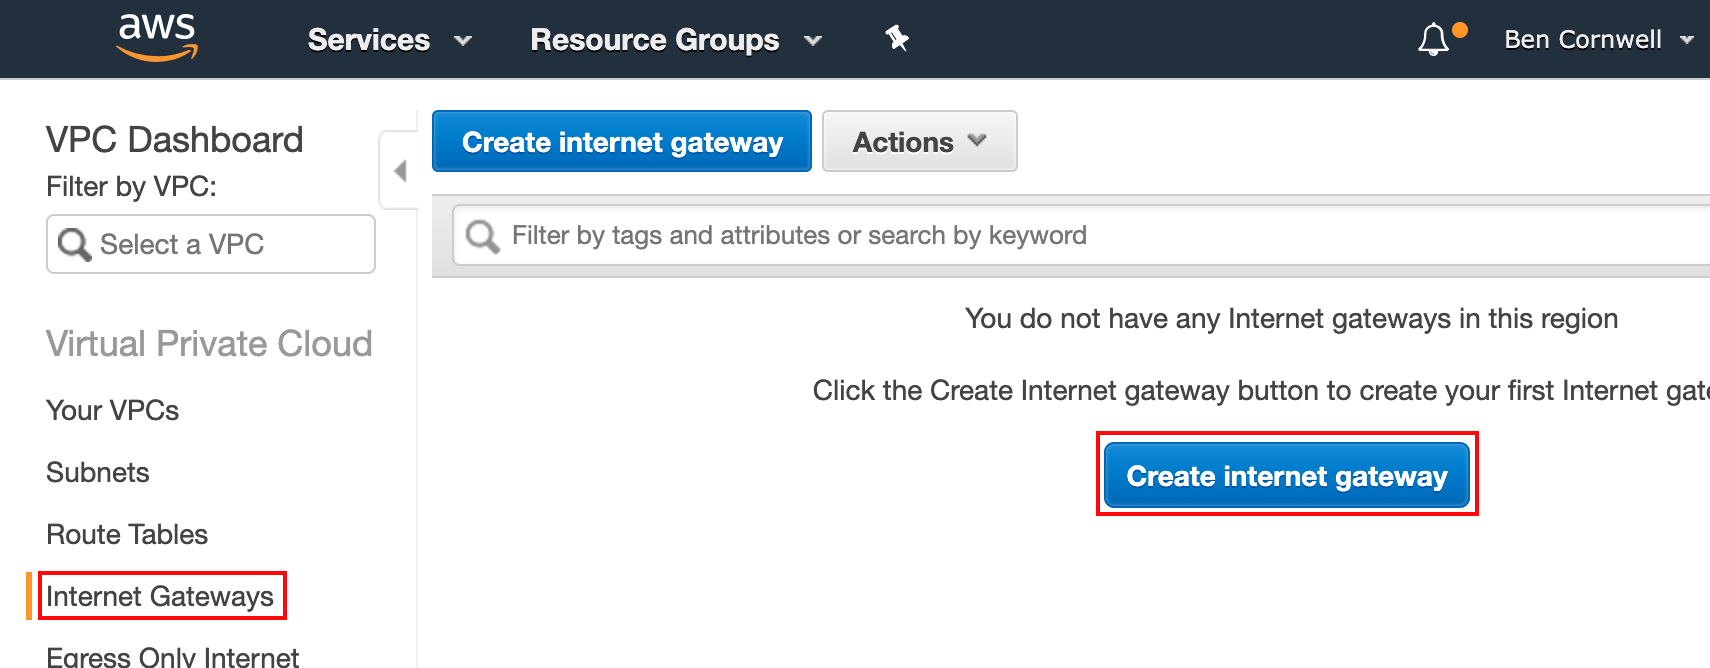 aws
Services
Resource Groups
Ben Cornwell
VPC Dashboard
Filter by VPC:
Select a VPC
Virtual Private Cloud
Your VPCs
Subnets
Route Tables
Internet Gateways
Egress Only Internet
Create internet gateway
Actions
Filter by tags and attributes or search by keyword
You do not have any Internet gateways in this region
Click the Create Internet gateway button to create your first Internet
Create internet gateway